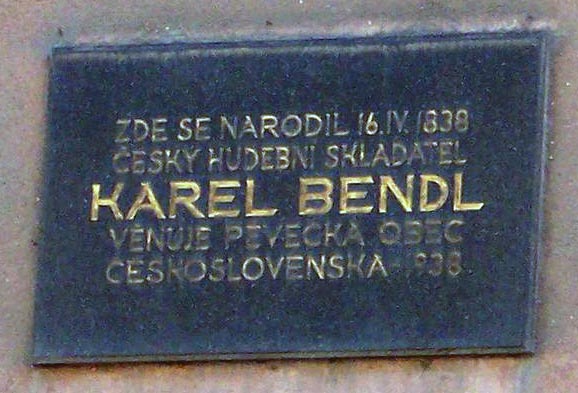 ZDE SE NARODIL 16.IV. 1838
ČESKÝ HUDEBNÍ SKLADATEL
KAREL BENDL
VĚNUJE PĚVECKÁ OBEC
ČESKOSLOVENSKÁ - 1938